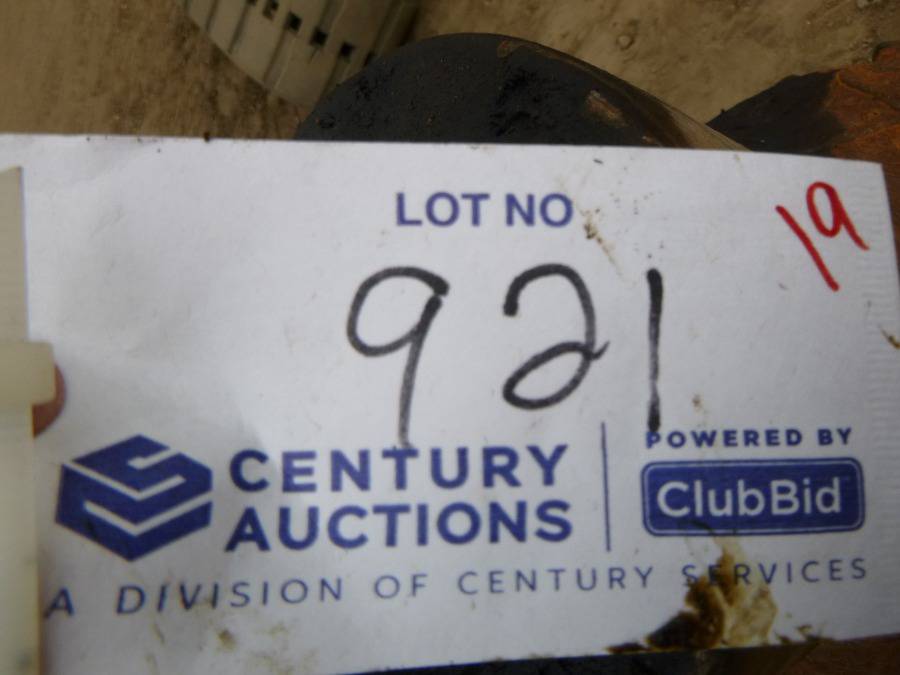 LOT NO
19
921
CENTURY
AUCTIONS
POWERED BY
ClubBid
A DIVISION OF CENTURY SERVICES